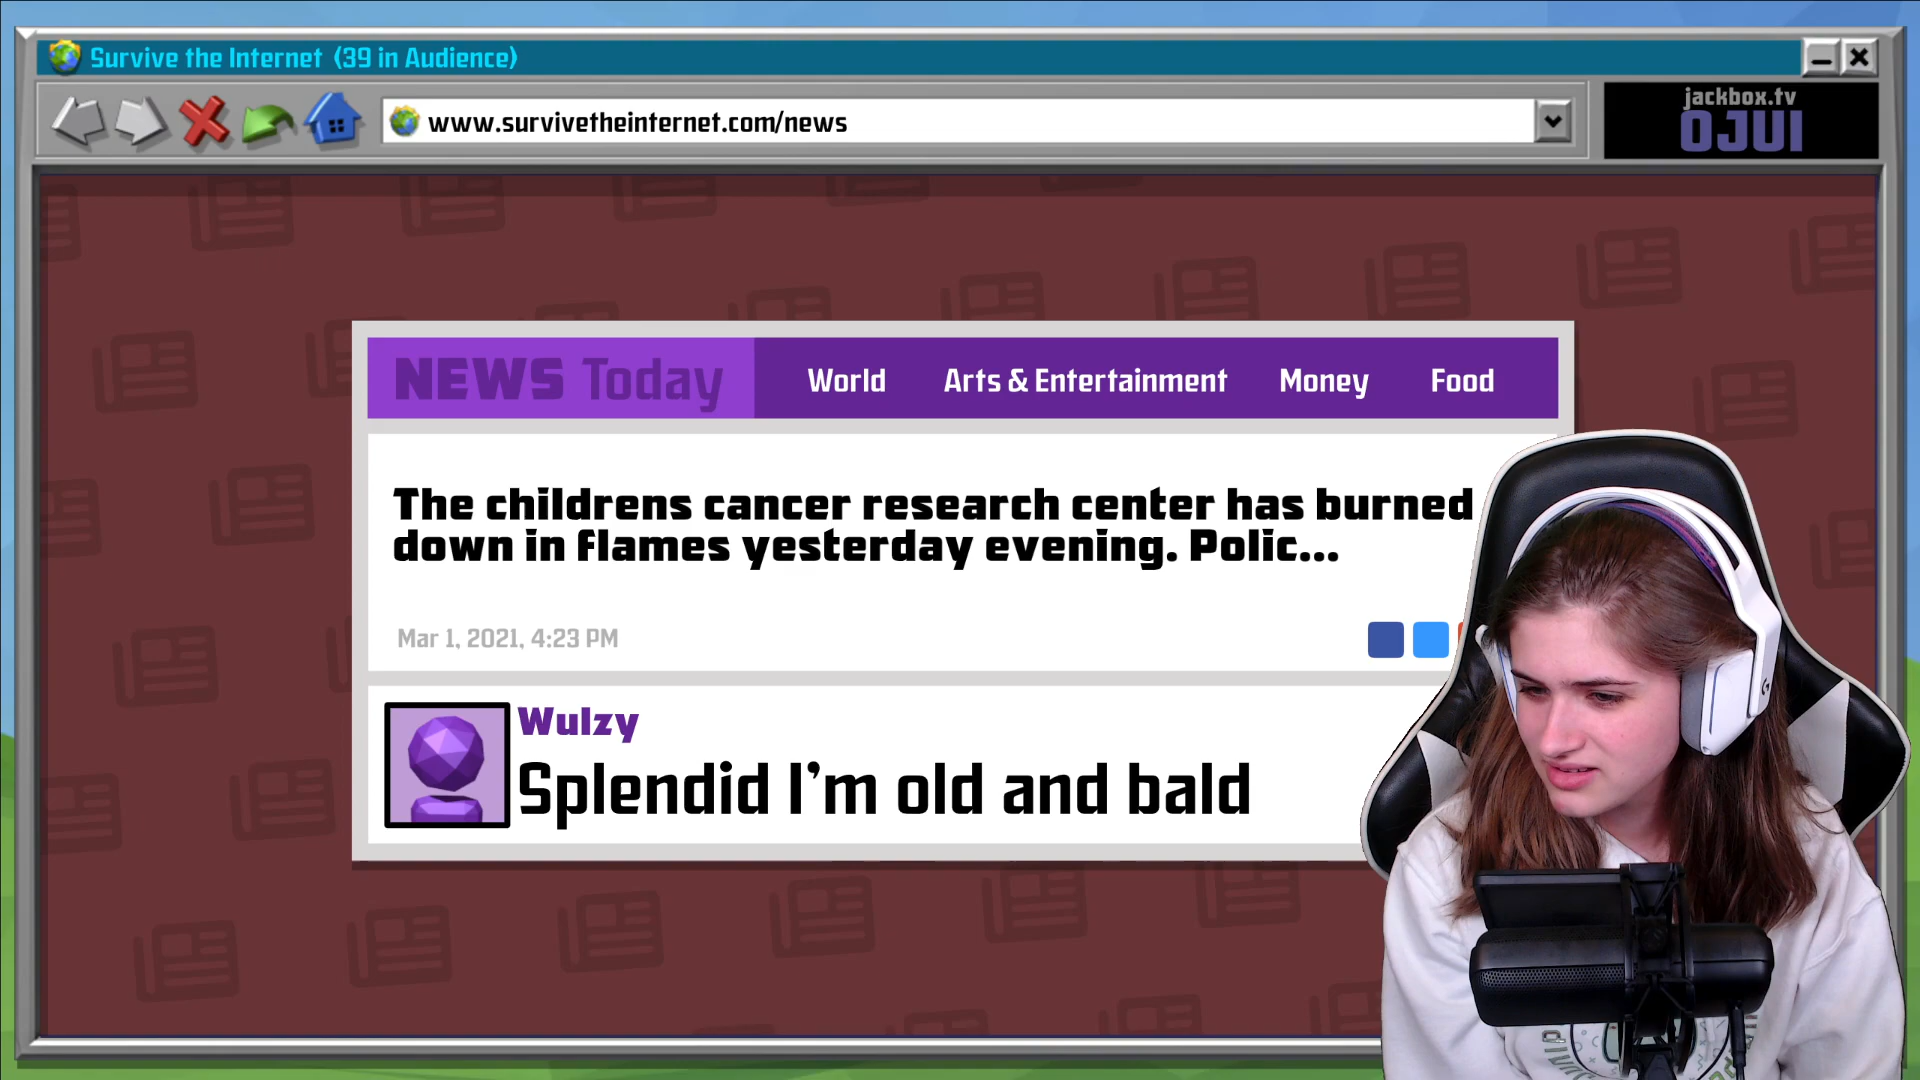 Survive the Internet (39 in Audience)
www.survivetheinternet.com/news
jackbox.tv
OJUI
NEWS Today World Arts & Entertainment Money Food
The childrens cancer research center has burned
down in flames yesterday evening. Polic...
Mar 1, 2021, 4:23 PM
Wulzy
Splendid I'm old and bald